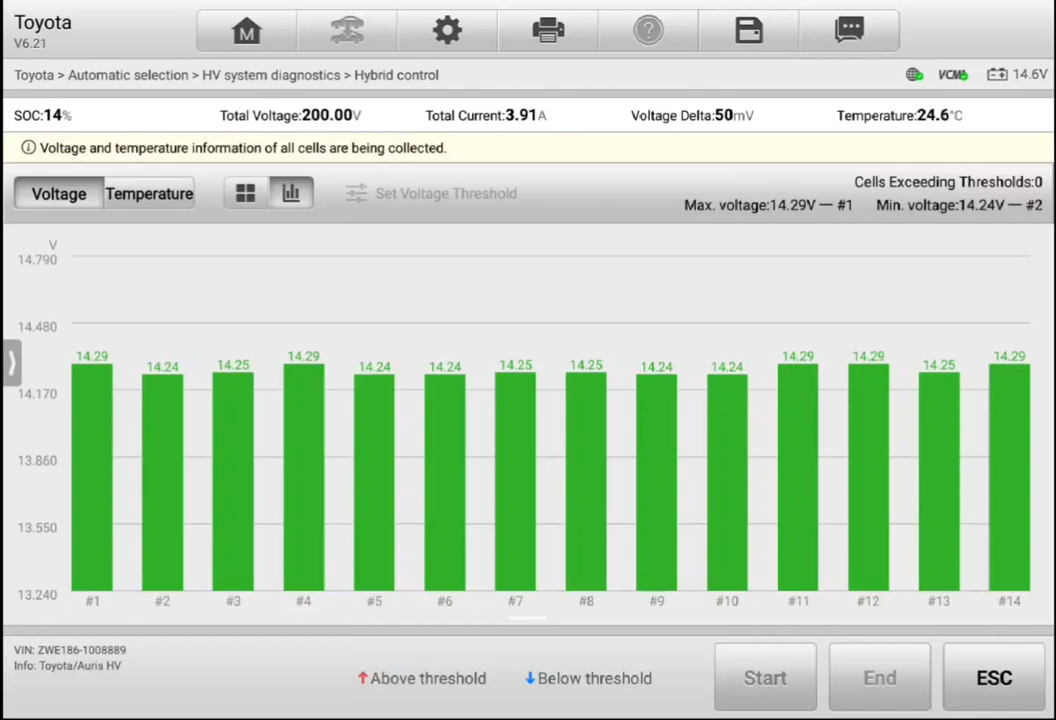 Toyota
V6.21
M
?
Toyota > Automatic selection > HV system diagnostics > Hybrid control
VCMI
14.6V
SOC:14% Total Voltage:200.00V Total Current:3.91A Voltage Delta:50mV Temperature:24.6°C
Voltage and temperature information of all cells are being collected.
Voltage Temperature Set Voltage Threshold
Cells Exceeding Thresholds:0
Max. voltage:14.29V — #1 Min. voltage:14.24V — #2
V
14.790
14.480
14.29 14.24 14.25 14.29 14.24 14.24 14.25 14.25 14.24 14.24 14.29 14.29 14.25 14.29
14.170
13.860
13.550
13.240
#1 #2 #3 #4 #5 #6 #7 #8 #9 #10 #11 #12 #13 #14
VIN: ZWE186-1008889
Info: Toyota/Auris HV
↑Above threshold ↓Below threshold
Start End ESC